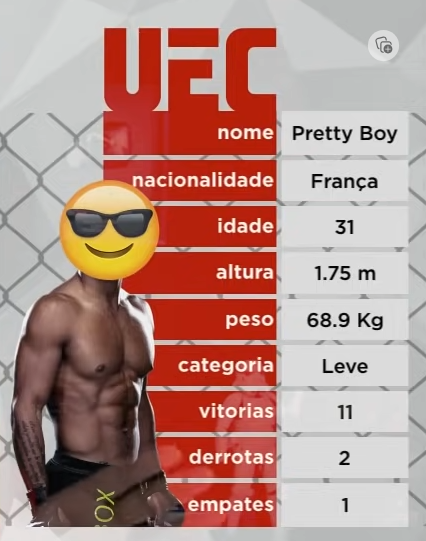 UFC
nome Pretty Boy
nacionalidade França
idade 31
altura 1.75 m
peso 68.9 Kg
categoria Leve
vitorias 11
derrotas 2
empates 1
BOX